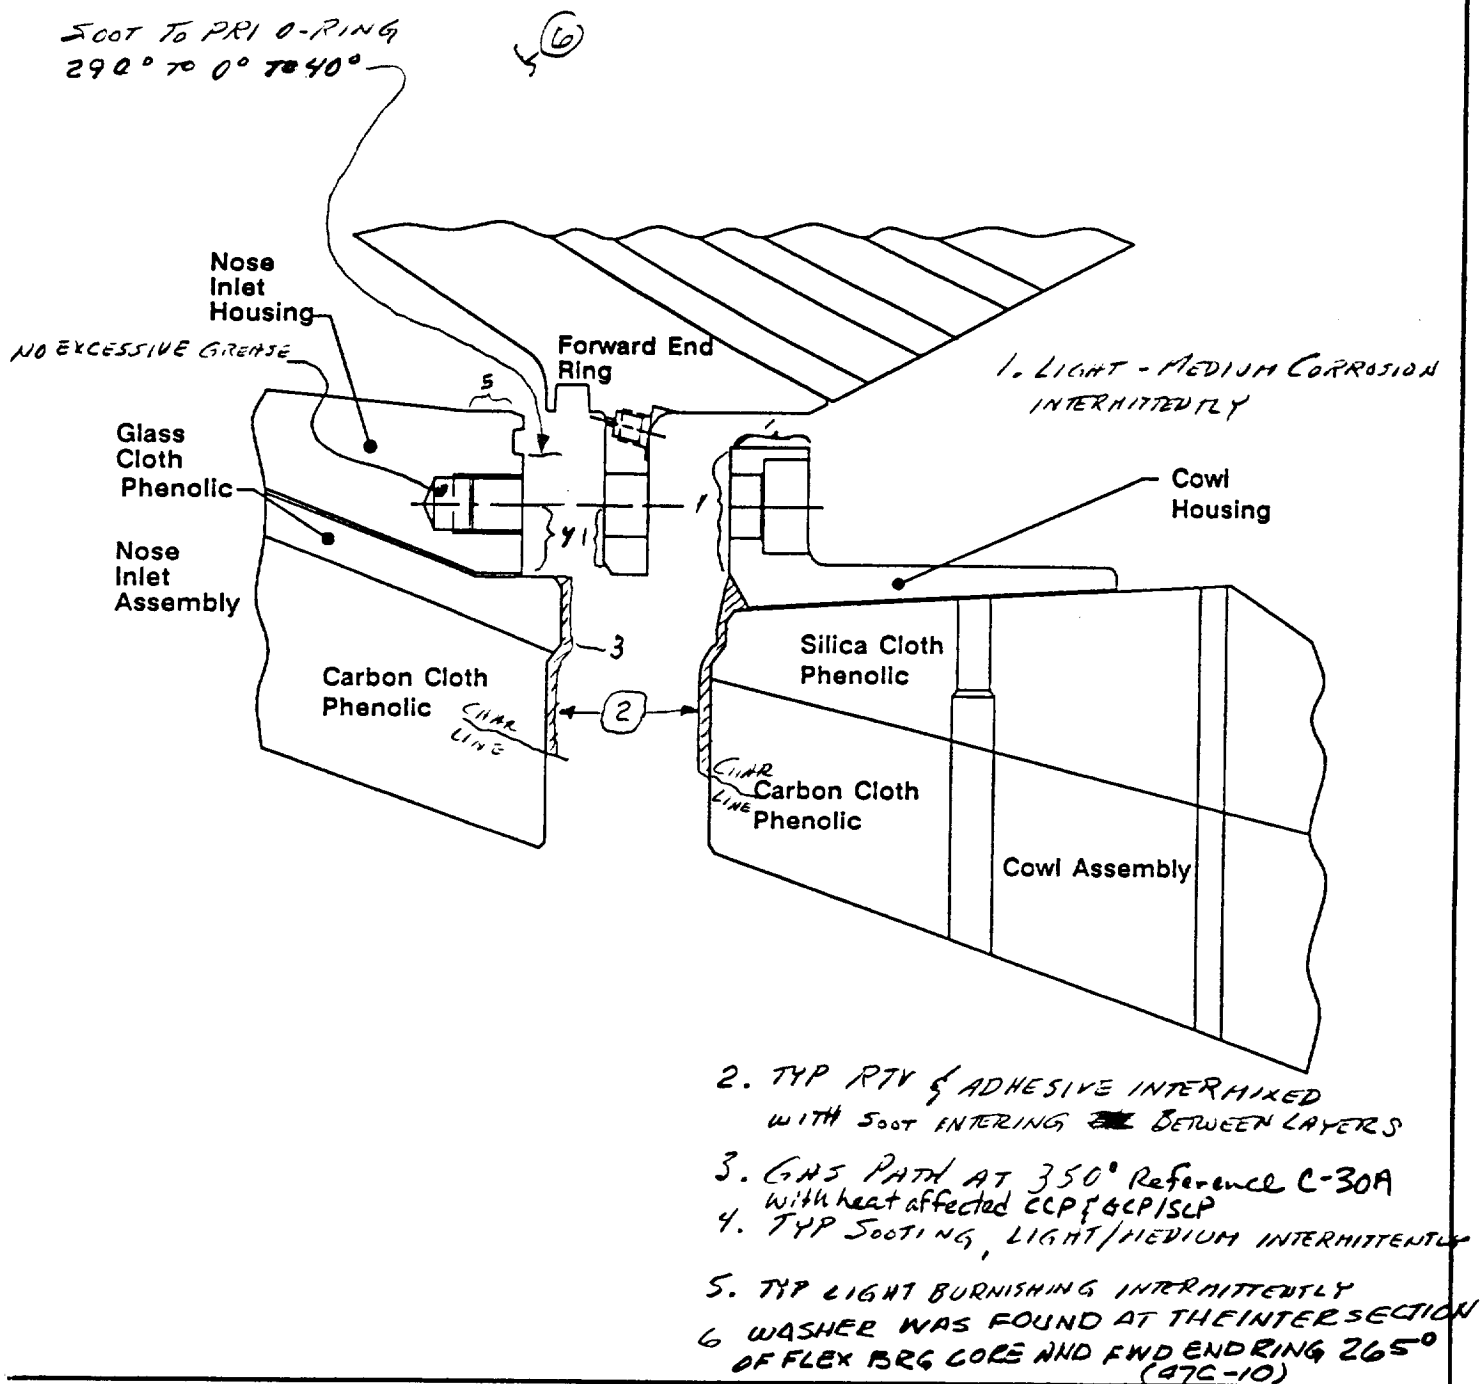 SOOT TO PRI O-RING
290° TO 0° TO 40°
6
Nose
Inlet
Housing
NO EXCESSIVE GREASE
Forward End
Ring
5
1. LIGHT - MEDIUM CORROSION
INTERMITTENTLY
Glass
Cloth
Phenolic
1
Cowl
Housing
4 1
1
Nose
Inlet
Assembly
3
Silica Cloth
Phenolic
Carbon Cloth
Phenolic
CHAR
LINE
2
CHAR
LINE
Carbon Cloth
Phenolic
Cowl Assembly
2. TYP RTV & ADHESIVE INTERMIXED
WITH SOOT ENTERING BETWEEN LAYERS
3. GAS PATH AT 350° Reference C-30A
with heat affected CCP & GCP/SCP
4. TYP SOOTING, LIGHT/MEDIUM INTERMITTENTLY
5. TYP LIGHT BURNISHING INTERMITTENTLY
6 WASHER WAS FOUND AT THE INTERSECTION
OF FLEX BRG CORE AND FWD END RING 265°
(47C-10)